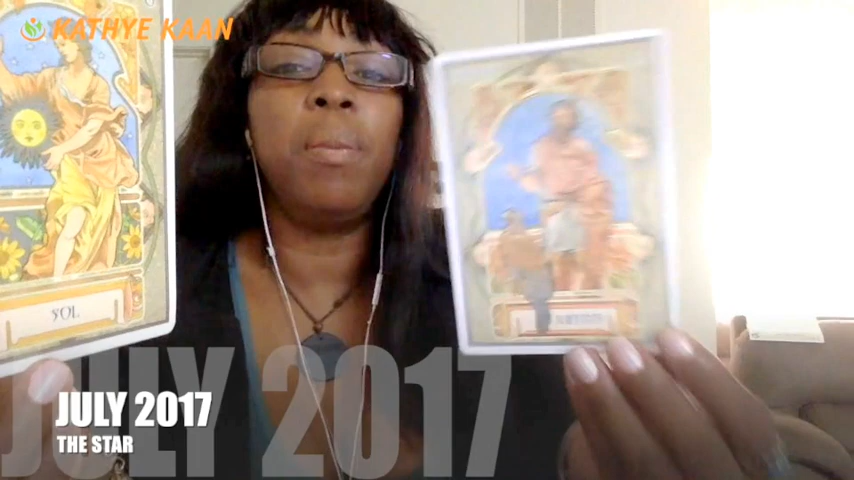 KATHYE KAAN
SOL
JULY 2017
JULY 2017
THE STAR